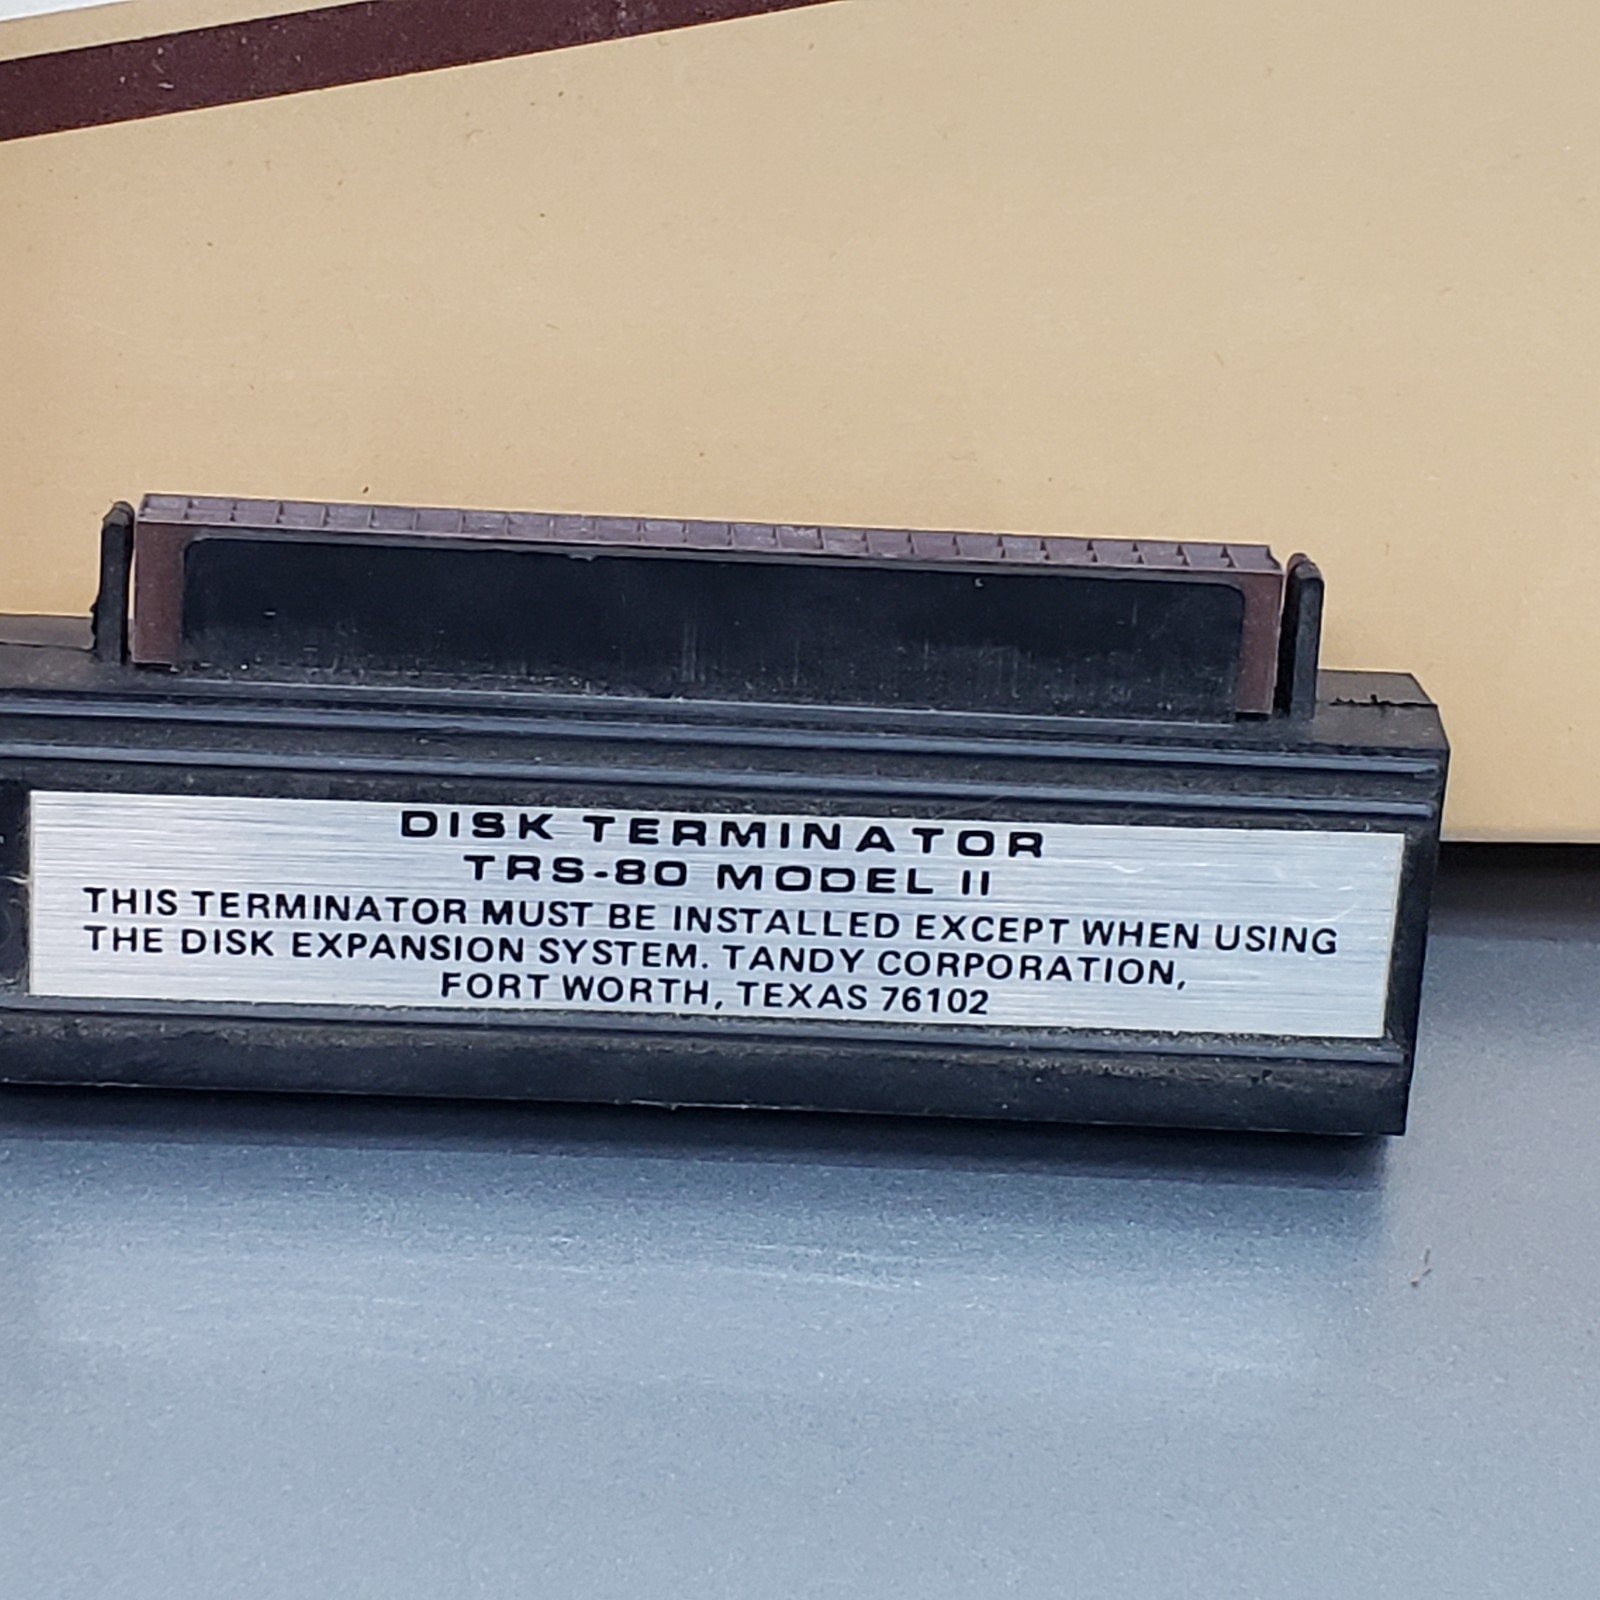 DISK TERMINATOR
TRS-80 MODEL II
THIS TERMINATOR MUST BE INSTALLED EXCEPT WHEN USING
THE DISK EXPANSION SYSTEM. TANDY CORPORATION,
FORT WORTH, TEXAS 76102